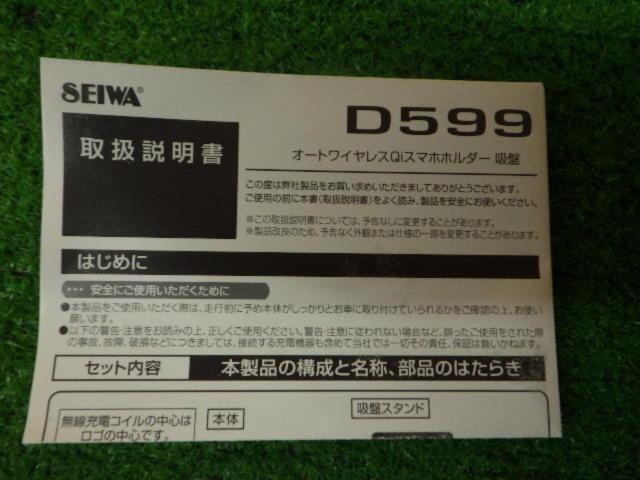 SEIWA®
D599
取扱説明書
オートワイヤレスQiスマホホルダー 吸盤
この度は弊社製品をお買い求めいただきましてありがとうございます。
ご使用の前に本書(取扱説明書)をよく読み、製品を安全にお使いください。
※この取扱説明書については、予告なしに変更することがあります。
※製品改良のため、予告なく外観または仕様の一部を変更することがあります。
はじめに
••• 安全にご使用いただくために
●本製品をご使用いただく際は、走行前に予め本体がしっかりとお車に取り付けていられるかをご確認の上、お使い
願います。
●以下の警告・注意をお読みの上、正しくご使用ください。警告・注意に従われない場合など、誤ったご使用をされた際
の事故、故障、破損などにつきましては、接続する充電機器も含めて当社では一切その責任、保証は負いかねます。
セット内容
本製品の構成と名称、部品のはたらき
無線充電コイルの中心は
ロゴの中心です。
本体
吸盤スタンド